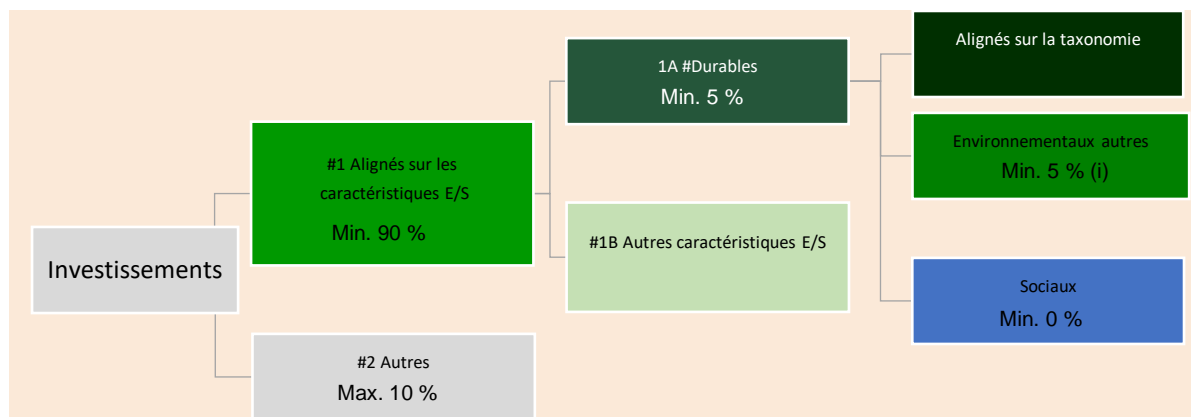 Investissements
#1 Alignés sur les
caractéristiques E/S
Min. 90 %
#2 Autres
Max. 10 %
1A #Durables
Min. 5 %
#1B Autres caractéristiques E/S
Alignés sur la taxonomie
Environnementaux autres
Min. 5 % (i)
Sociaux
Min. 0 %